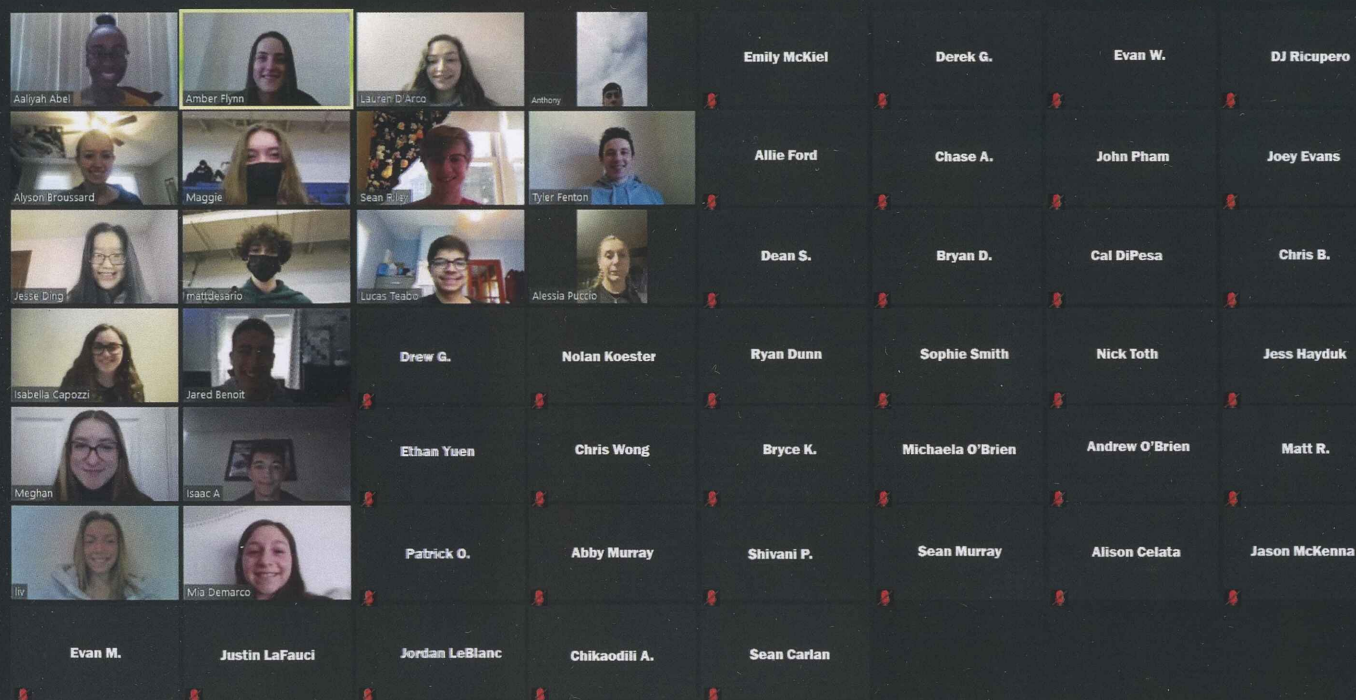 Aaliyah Abel
Amber Flynn
Lauren D'Arco
Anthony
Emily McKiel
Derek G.
Evan W.
DJ Ricupero
Alyson Broussard
Maggie
Sean Riley
Tyler Fenton
Allie Ford
Chase A.
John Pham
Joey Evans
Jesse Ding
mattdesario
Lucas Teabo
Alessia Puccio
Dean S.
Bryan D.
Cal DiPesa
Chris B.
Isabella Capozzi
Jared Benoit
Drew G.
Nolan Koester
Ryan Dunn
Sophie Smith
Nick Toth
Jess Hayduk
Meghan
Isaac A
Ethan Yuen
Chris Wong
Bryce K.
Michaela O'Brien
Andrew O'Brien
Matt R.
liv
Mia Demarco
Patrick O.
Abby Murray
Shivani P.
Sean Murray
Alison Celata
Jason McKenna
Evan M.
Justin LaFauci
Jordan LeBlanc
Chikaodili A.
Sean Carlan